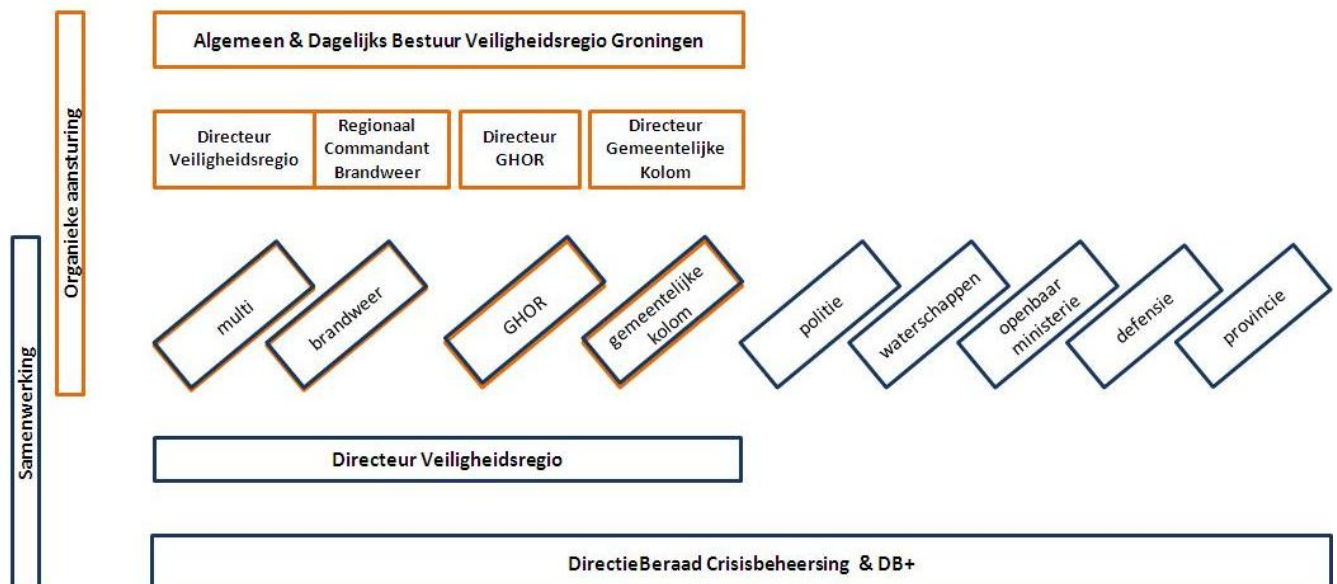 Algemeen & Dagelijks Bestuur Veiligheidsregio Groningen
Organieke aansturing
Directeur
Veiligheidsregio
Regionaal
Commandant
Brandweer
Directeur
GHOR
Directeur
Gemeentelijke
Kolom
Samenwerking
multi
brandweer
GHOR
gemeentelijke
kolom
politie
waterschappen
openbaar
ministerie
defensie
provincie
Directeur Veiligheidsregio
DirectieBeraad Crisisbeheersing & DB+